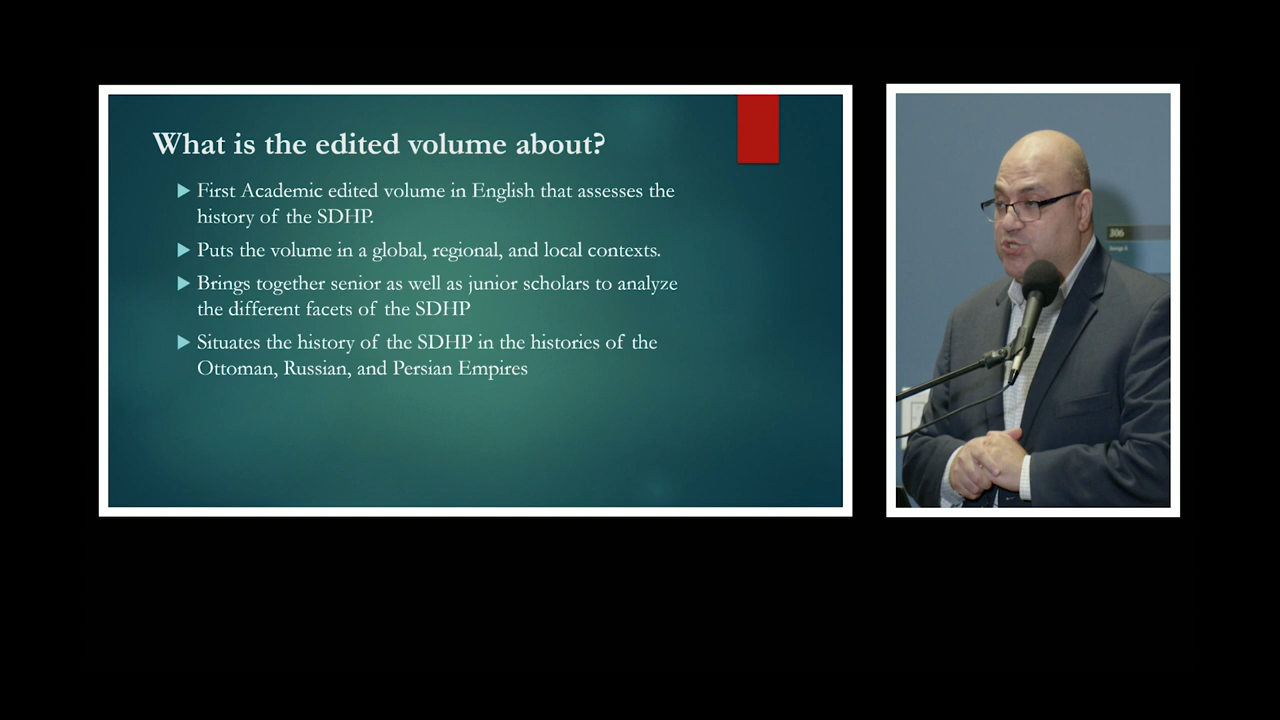 What is the edited volume about?
First Academic edited volume in English that assesses the
history of the SDHP.
Puts the volume in a global, regional, and local contexts.
Brings together senior as well as junior scholars to analyze
the different facets of the SDHP
Situates the history of the SDHP in the histories of the
Ottoman, Russian, and Persian Empires
306